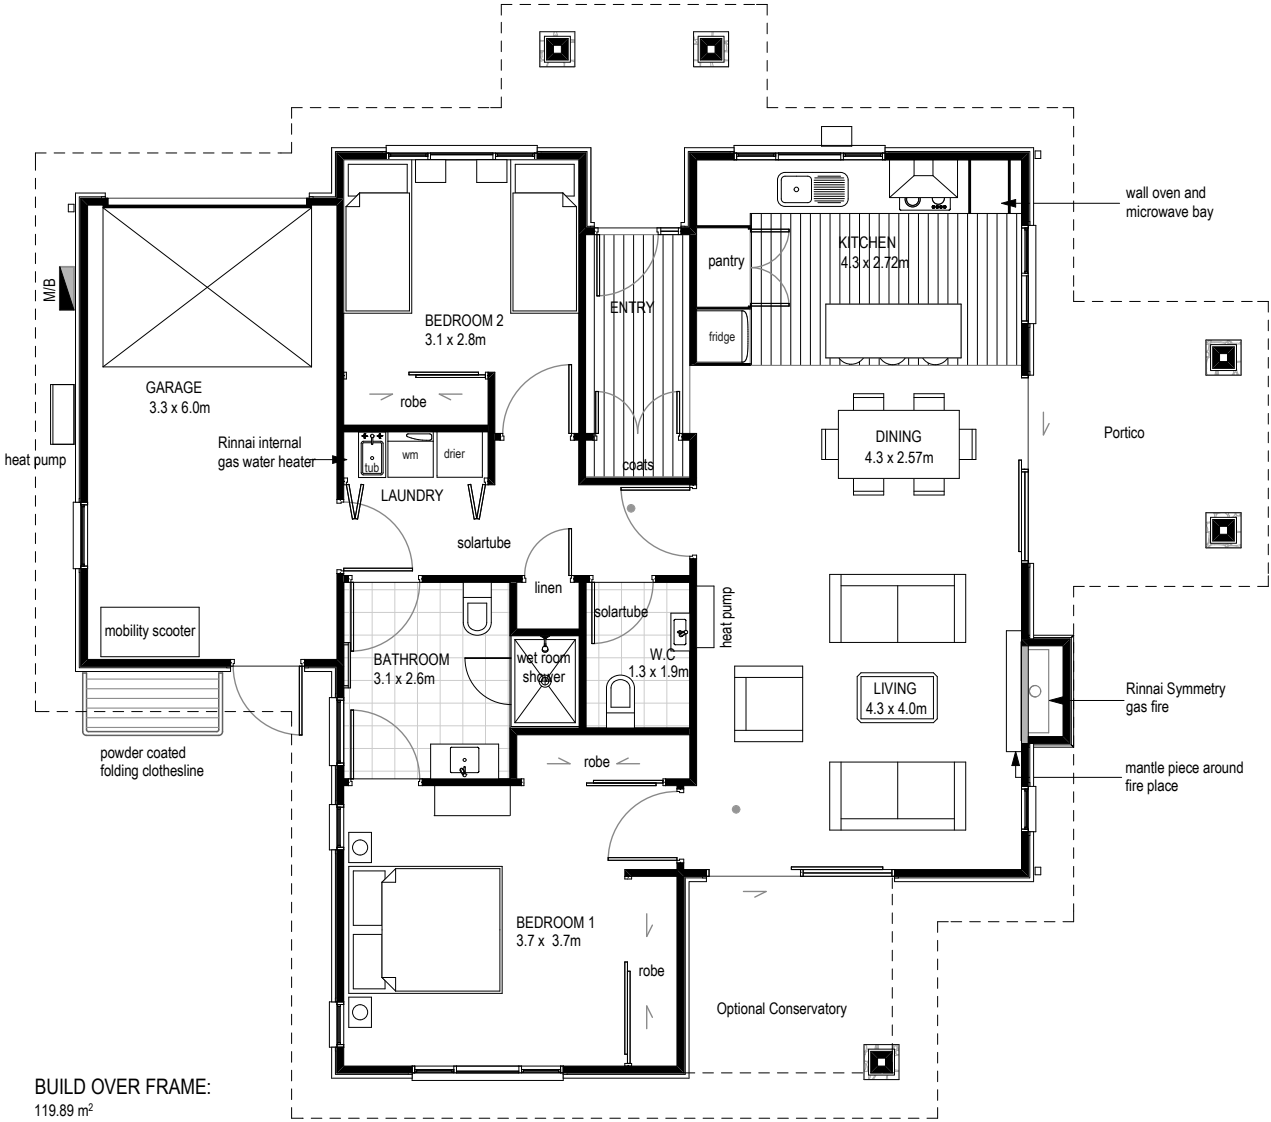 wall oven and
microwave bay
KITCHEN
4.3 x 2.72m
pantry
M/B
ENTRY
BEDROOM 2
3.1 x 2.8m
fridge
GARAGE
3.3 x 6.0m
robe
Portico
DINING
4.3 x 2.57m
Rinnai internal
gas water heater
heat pump
tub
wm
drier
coats
LAUNDRY
solartube
linen
solartube
heat pump
mobility scooter
BATHROOM
3.1 x 2.6m
wet room
shower
W.C
1.3 x 1.9m
LIVING
4.3 x 4.0m
Rinnai Symmetry
gas fire
powder coated
folding clothesline
robe
mantle piece around
fire place
BEDROOM 1
3.7 x 3.7m
robe
Optional Conservatory
BUILD OVER FRAME:
119.89 m²